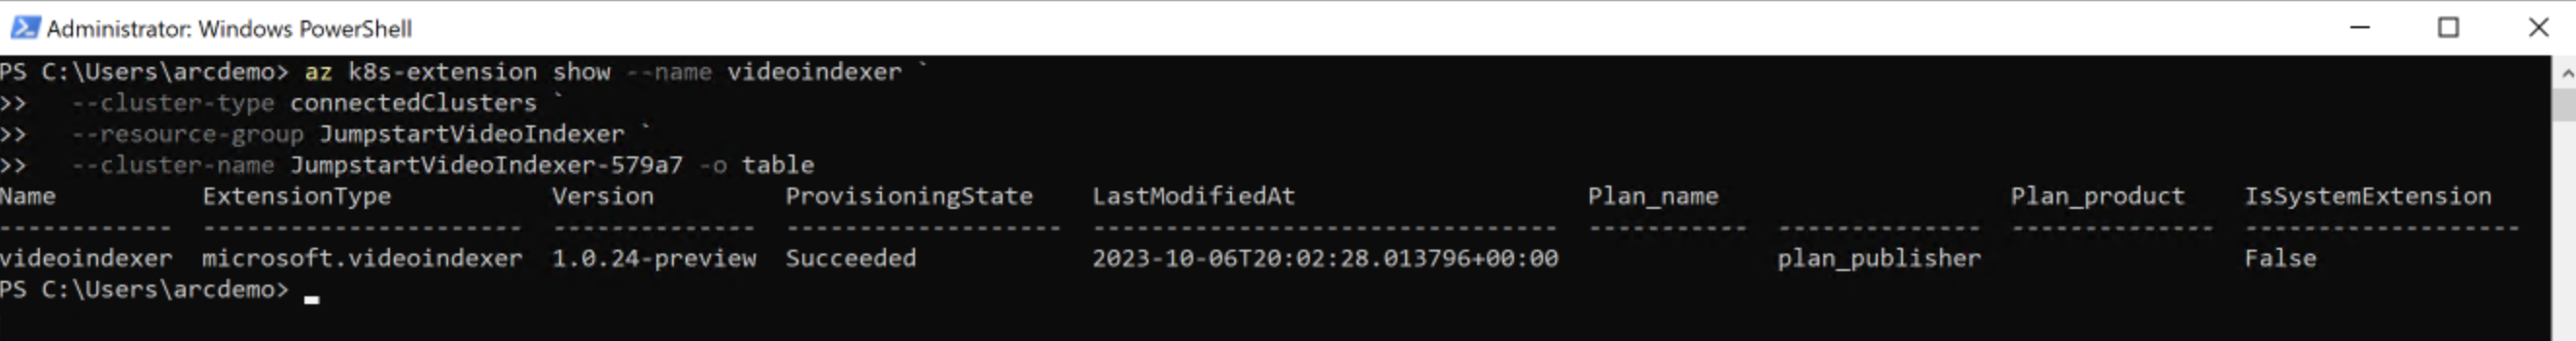 Administrator: Windows PowerShell
PS C:\Users\arcdemo> az k8s-extension show --name videoindexer `
>>   --cluster-type connectedClusters `
>>   --resource-group JumpstartVideoIndexer `
>>   --cluster-name JumpstartVideoIndexer-579a7 -o table
Name          ExtensionType           Version         ProvisioningState    LastModifiedAt                    Plan_name                    Plan_product    IsSystemExtension
------------  ----------------------  --------------  -------------------  --------------------------------  -----------  --------------  --------------  -------------------
videoindexer  microsoft.videoindexer  1.0.24-preview  Succeeded            2023-10-06T20:02:28.013796+00:00               plan_publisher                  False
PS C:\Users\arcdemo>